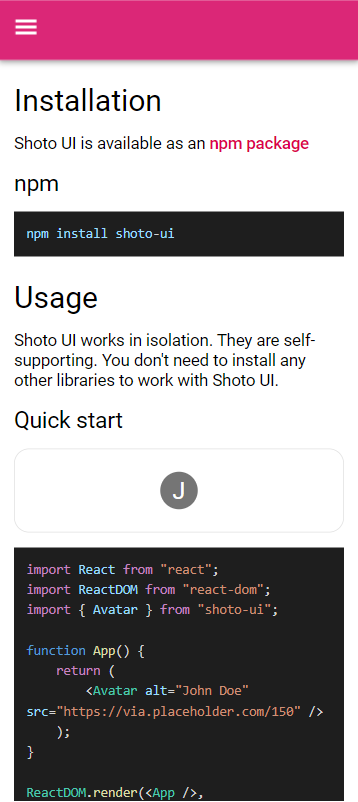 Installation
Shoto UI is available as an npm package
npm
npm install shoto-ui
Usage
Shoto UI works in isolation. They are self-
supporting. You don't need to install any
other libraries to work with Shoto UI.
Quick start
J
import React from "react";
import ReactDOM from "react-dom";
import { Avatar } from "shoto-ui";
function App() {
    return (
        <Avatar alt="John Doe"
src="https://via.placeholder.com/150" />
    );
}
ReactDOM.render(<App />,